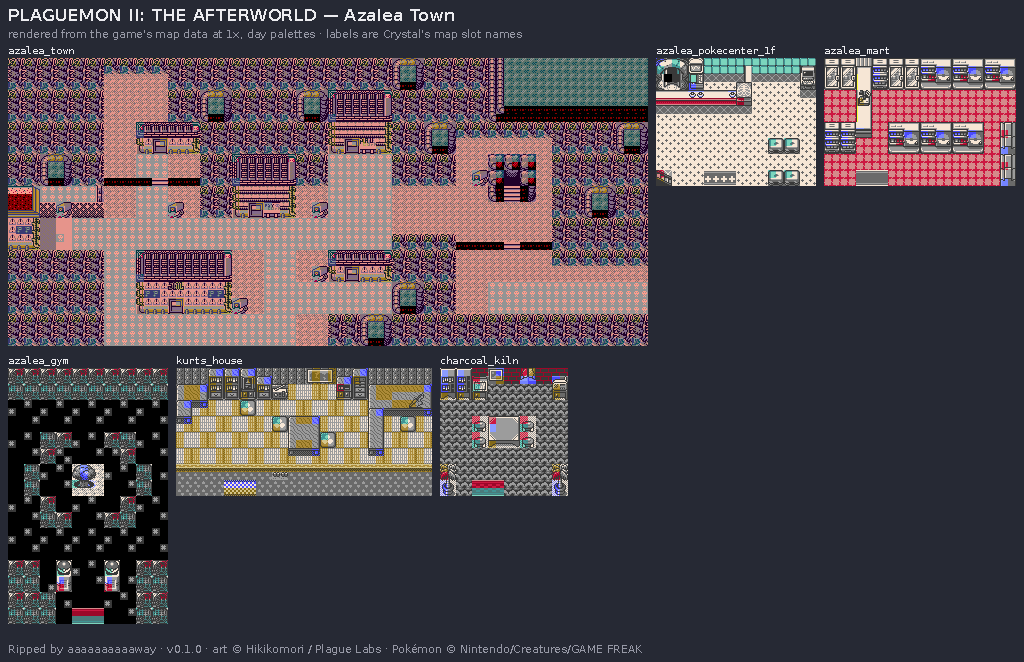 PLAGUEMON II: THE AFTERWORLD — Azalea Town
rendered from the game's map data at 1x, day palettes · labels are Crystal's map slot names
azalea_town
azalea_pokecenter_1f
azalea_mart
azalea_gym
kurts_house
charcoal_kiln
Ripped by aaaaaaaaaaway · v0.1.0 · art © Hikikomori / Plague Labs · Pokémon © Nintendo/Creatures/GAME FREAK